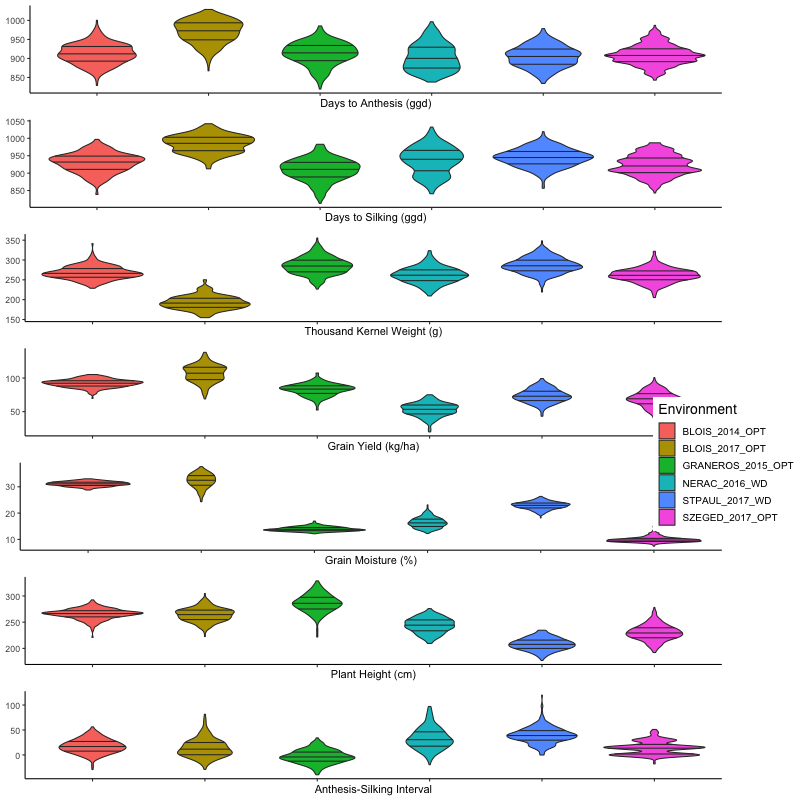 1000
950
900
850
Days to Anthesis (ggd)
1050
1000
950
900
850
Days to Silking (ggd)
350
300
250
200
150
Thousand Kernel Weight (g)
100
50
Grain Yield (kg/ha)
Environment
BLOIS_2014_OPT
BLOIS_2017_OPT
GRANEROS_2015_OPT
NERAC_2016_WD
STPAUL_2017_WD
SZEGED_2017_OPT
30
20
10
Grain Moisture (%)
300
200
Plant Height (cm)
100
50
0
Anthesis-Silking Interval